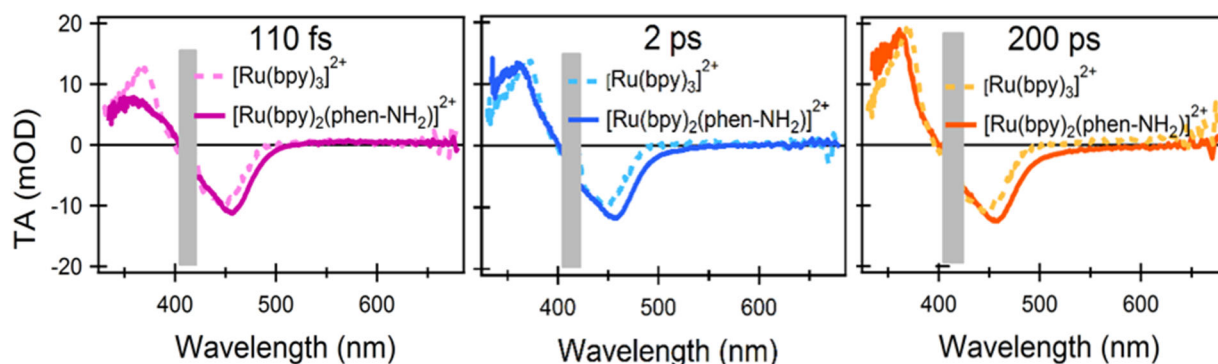 TA (mOD)
20
10
0
-10
-20
110 fs
[Ru(bpy)₃]²⁺
[Ru(bpy)₂(phen-NH₂)]²⁺
400 500 600
Wavelength (nm)
2 ps
[Ru(bpy)₃]²⁺
[Ru(bpy)₂(phen-NH₂)]²⁺
400 500 600
Wavelength (nm)
200 ps
[Ru(bpy)₃]²⁺
[Ru(bpy)₂(phen-NH₂)]²⁺
400 500 600
Wavelength (nm)